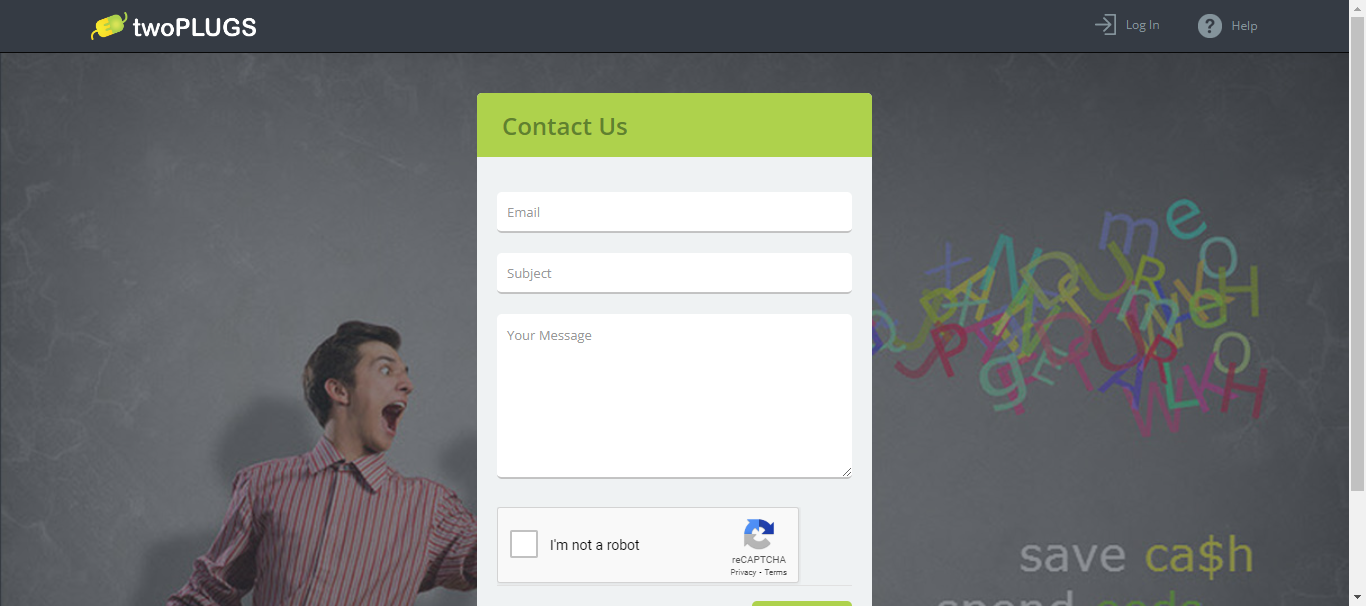 twoPLUGS
Log In
? Help
Contact Us
Email
Subject
Your Message
I'm not a robot
reCAPTCHA
Privacy - Terms
save ca$h